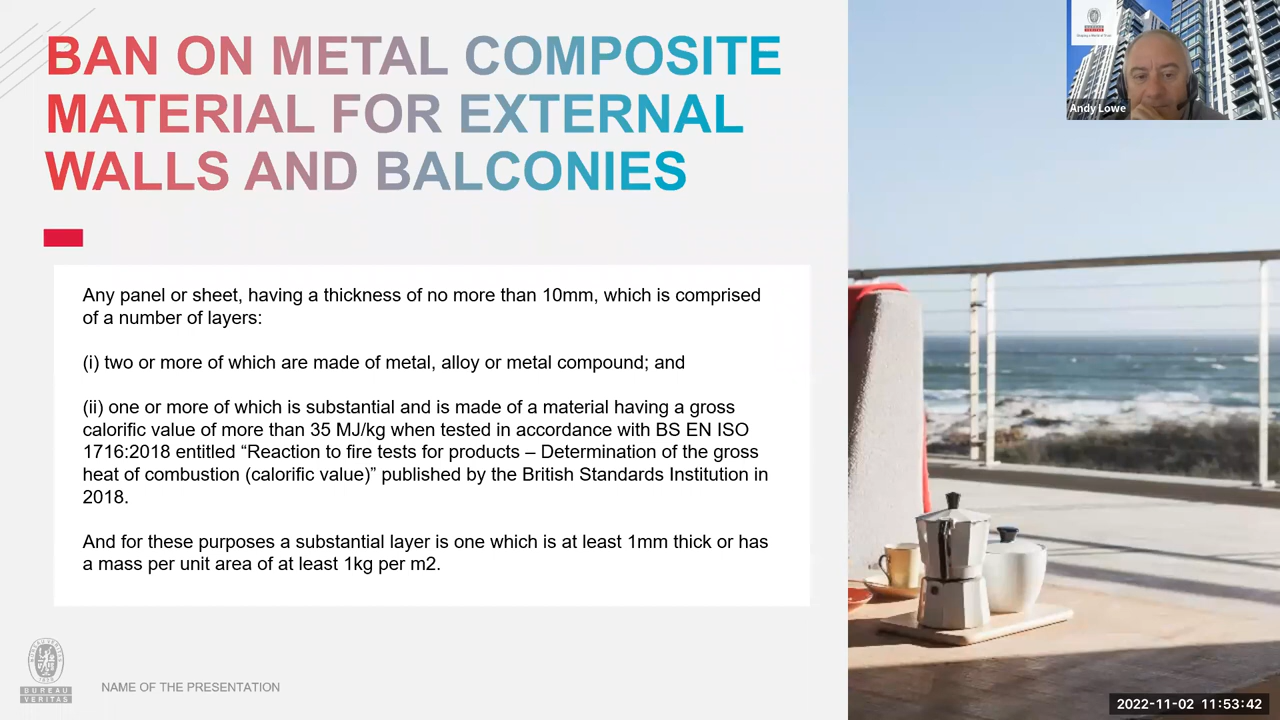 BAN ON METAL COMPOSITE
MATERIAL FOR EXTERNAL
WALLS AND BALCONIES
Any panel or sheet, having a thickness of no more than 10mm, which is comprised
of a number of layers:
(i) two or more of which are made of metal, alloy or metal compound; and
(ii) one or more of which is substantial and is made of a material having a gross
calorific value of more than 35 MJ/kg when tested in accordance with BS EN ISO
1716:2018 entitled “Reaction to fire tests for products – Determination of the gross
heat of combustion (calorific value)” published by the British Standards Institution in
2018.
And for these purposes a substantial layer is one which is at least 1mm thick or has
a mass per unit area of at least 1kg per m2.
BUREAU
VERITAS
NAME OF THE PRESENTATION
Andy Lowe
2022-11-02 11:53:42